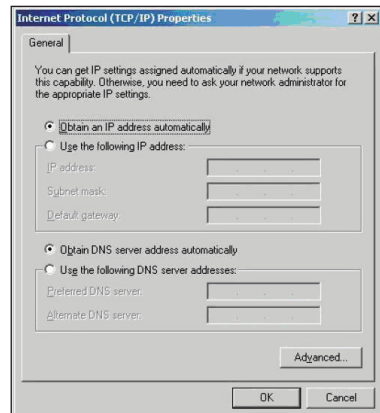 Internet Protocol (TCP/IP) Properties
General
You can get IP settings assigned automatically if your network supports
this capability. Otherwise, you need to ask your network administrator for
the appropriate IP settings.
Obtain an IP address automatically
Use the following IP address:
IP address:
Subnet mask:
Default gateway:
Obtain DNS server address automatically
Use the following DNS server addresses:
Preferred DNS server:
Alternate DNS server:
Advanced...
OK
Cancel